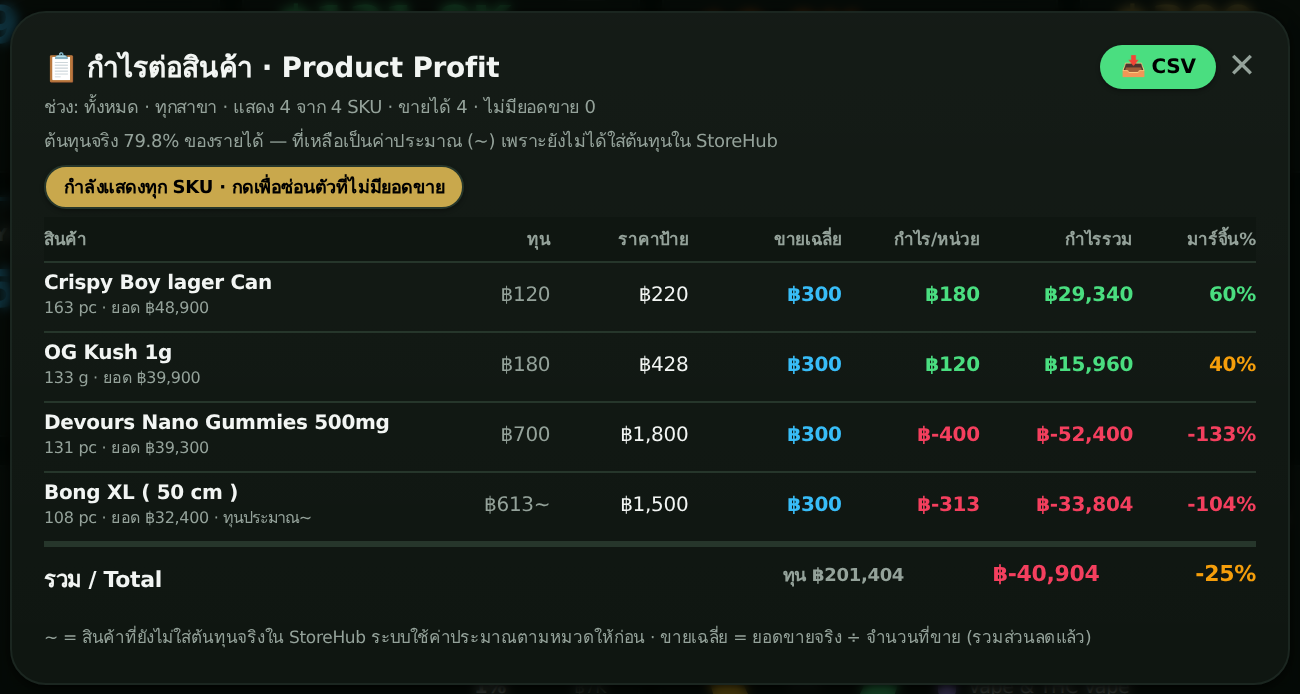 📋 กำไรต่อสินค้า · Product Profit
📥 CSV ✕
ช่วง: ทั้งหมด · ทุกสาขา · แสดง 4 จาก 4 SKU · ขายได้ 4 · ไม่มียอดขาย 0
ต้นทุนจริง 79.8% ของรายได้ — ที่เหลือเป็นค่าประมาณ (~) เพราะยังไม่ได้ใส่ต้นทุนใน StoreHub
กำลังแสดงทุก SKU · กดเพื่อซ่อนตัวที่ไม่มียอดขาย
สินค้า ทุน ราคาป้าย ขายเฉลี่ย กำไร/หน่วย กำไรรวม มาร์จิ้น%
Crispy Boy lager Can ฿120 ฿220 ฿300 ฿180 ฿29,340 60%
163 pc · ยอด ฿48,900
OG Kush 1g ฿180 ฿428 ฿300 ฿120 ฿15,960 40%
133 g · ยอด ฿39,900
Devours Nano Gummies 500mg ฿700 ฿1,800 ฿300 ฿-400 ฿-52,400 -133%
131 pc · ยอด ฿39,300
Bong XL ( 50 cm ) ฿613~ ฿1,500 ฿300 ฿-313 ฿-33,804 -104%
108 pc · ยอด ฿32,400 · ทุนประมาณ~
รวม / Total ทุน ฿201,404 ฿-40,904 -25%
~ = สินค้าที่ยังไม่ใส่ต้นทุนจริงใน StoreHub ระบบใช้ค่าประมาณตามหมวดให้ก่อน · ขายเฉลี่ย = ยอดขายจริง ÷ จำนวนที่ขาย (รวมส่วนลดแล้ว)